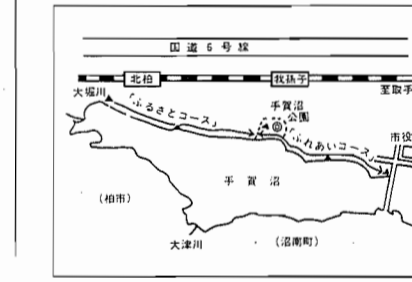 国道6号線
北柏
我孫子
至取手
大堀川
「ふるさとコース」
手賀沼
公園
「ふれあいコース」
市役
手賀沼
(柏市)
大津川
(沼南町)